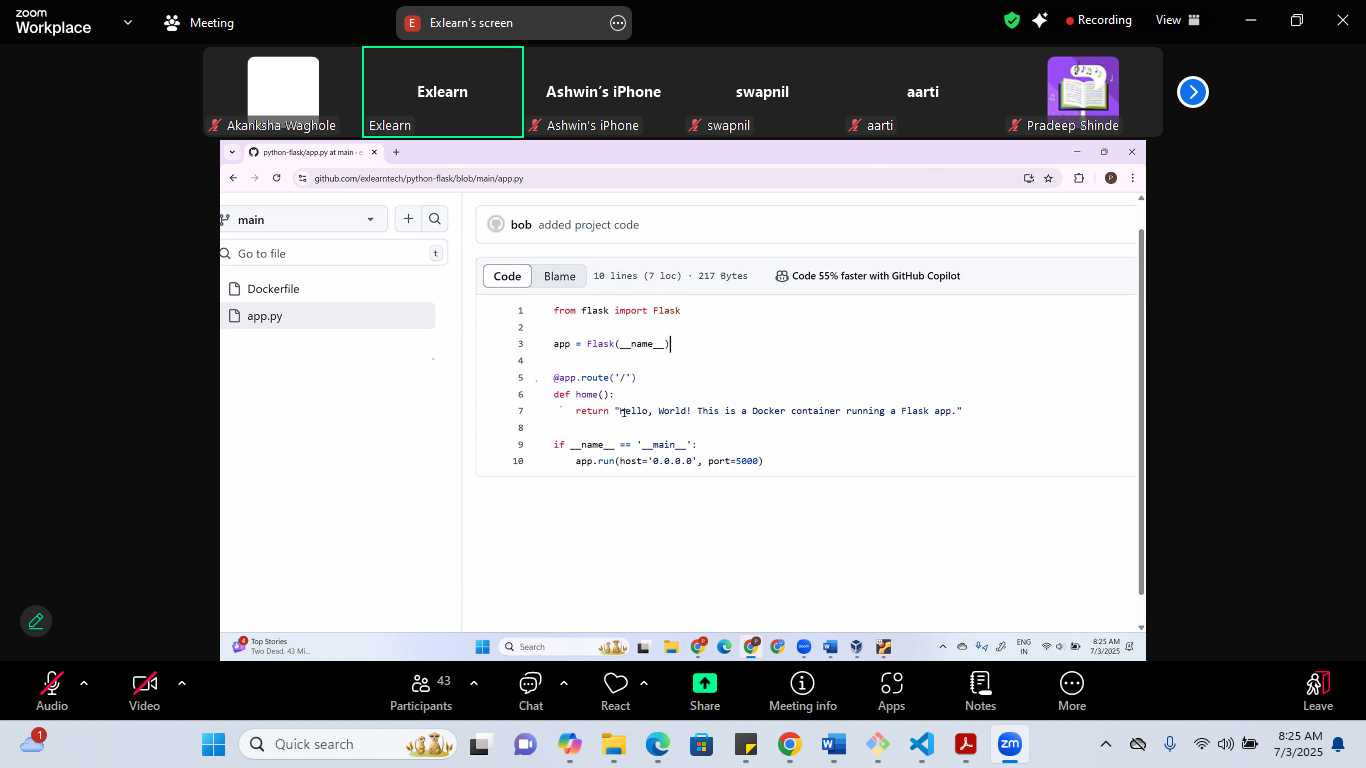 zoom
Workplace
Meeting
E Exlearn's screen
Recording
View
Exlearn
Ashwin's iPhone
swapnil
aarti
Akanksha Waghole
Exlearn
Ashwin's iPhone
swapnil
aarti
Pradeep Shinde
python-flask/app.py at main · e
github.com/exlearntech/python-flask/blob/main/app.py
P
main
Go to file
t
Dockerfile
app.py
bob added project code
Code
Blame
10 lines (7 loc) · 217 Bytes
Code 55% faster with GitHub Copilot
1 from flask import Flask
2
3 app = Flask(__name__)
4
5 @app.route('/')
6 def home():
7 return "Hello, World! This is a Docker container running a Flask app."
8
9 if __name__ == '__main__':
10 app.run(host='0.0.0.0', port=5000)
4
Top Stories
Two Dead, 43 Mi...
Search
ENG
IN
8:25 AM
7/3/2025
Audio
Video
43
Participants
Chat
React
Share
Meeting info
Apps
Notes
More
Leave
1
Quick search
zm
8:25 AM
7/3/2025